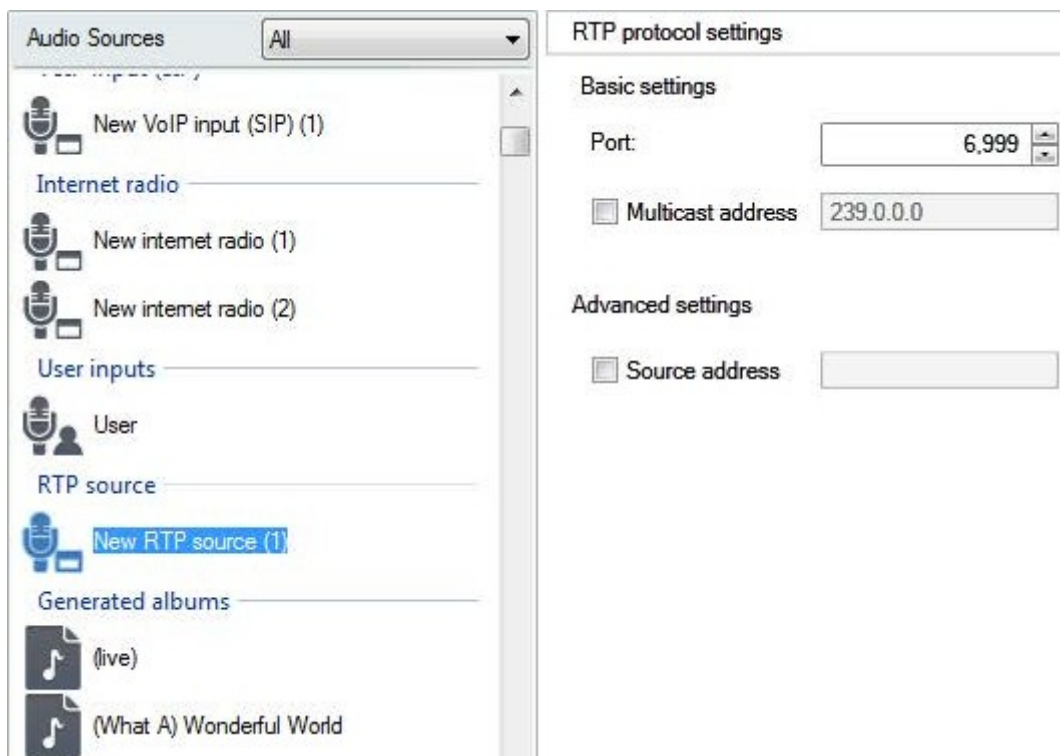 Audio Sources
All
New VoIP input (SIP) (1)
Internet radio
New internet radio (1)
New internet radio (2)
User inputs
User
RTP source
New RTP source (1)
Generated albums
(live)
(What A) Wonderful World
RTP protocol settings
Basic settings
Port:
6,999
Multicast address
239.0.0.0
Advanced settings
Source address